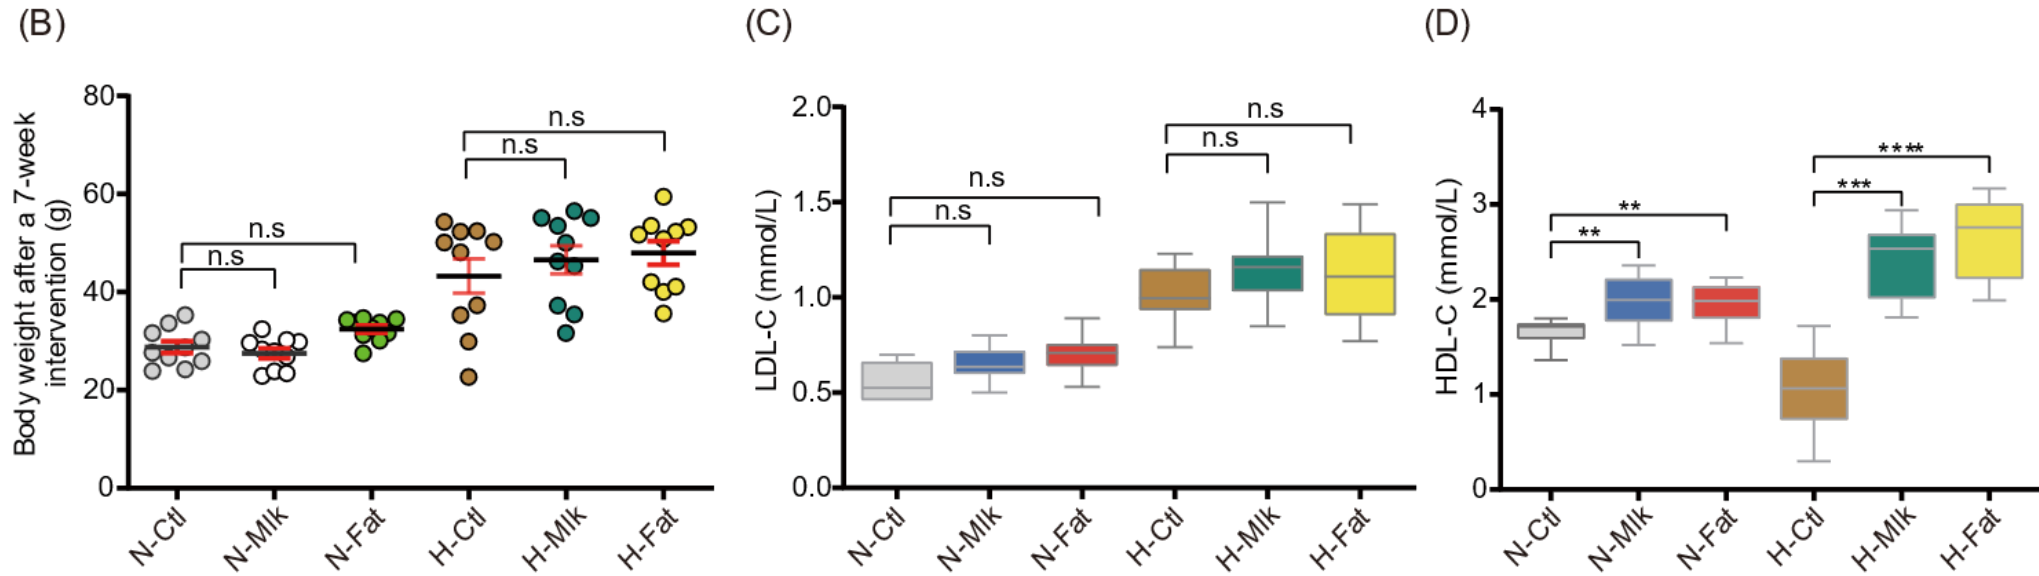 (B)
Body weight after a 7-week
intervention (g)
80
60
40
20
0
n.s
n.s
n.s
n.s
N-Ctl
N-Mlk
N-Fat
H-Ctl
H-Mlk
H-Fat
(C)
LDL-C (mmol/L)
2.0
1.5
1.0
0.5
0.0
n.s
n.s
n.s
n.s
N-Ctl
N-Mlk
N-Fat
H-Ctl
H-Mlk
H-Fat
(D)
HDL-C (mmol/L)
4
3
2
1
0
**
**
****
***
N-Ctl
N-Mlk
N-Fat
H-Ctl
H-Mlk
H-Fat